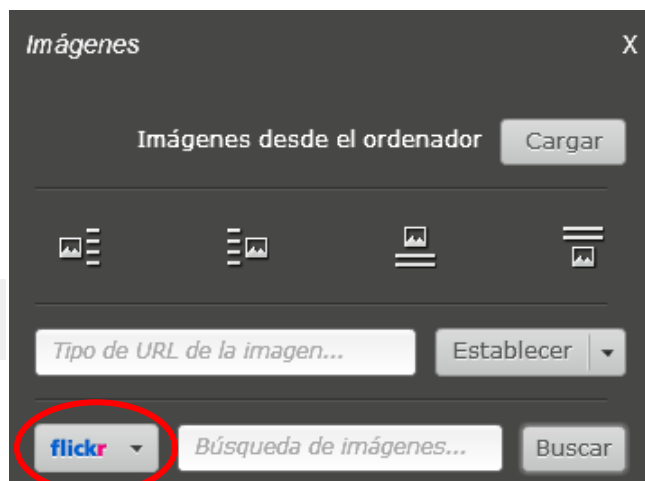 Imágenes X
Imágenes desde el ordenador Cargar
Tipo de URL de la imagen... Establecer
flickr Búsqueda de imágenes... Buscar